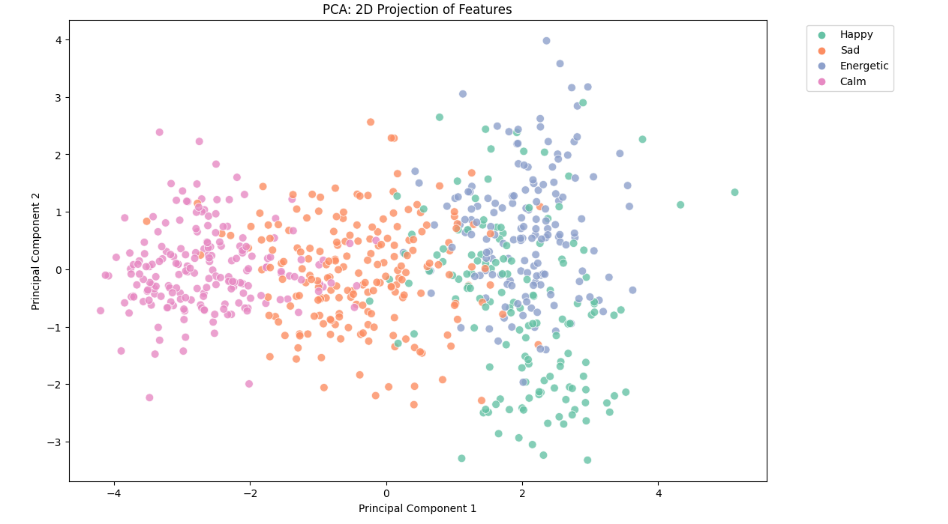 PCA: 2D Projection of Features
Happy
Sad
Energetic
Calm
4
3
2
1
0
−1
−2
−3
Principal Component 2
−4
−2
0
2
4
Principal Component 1